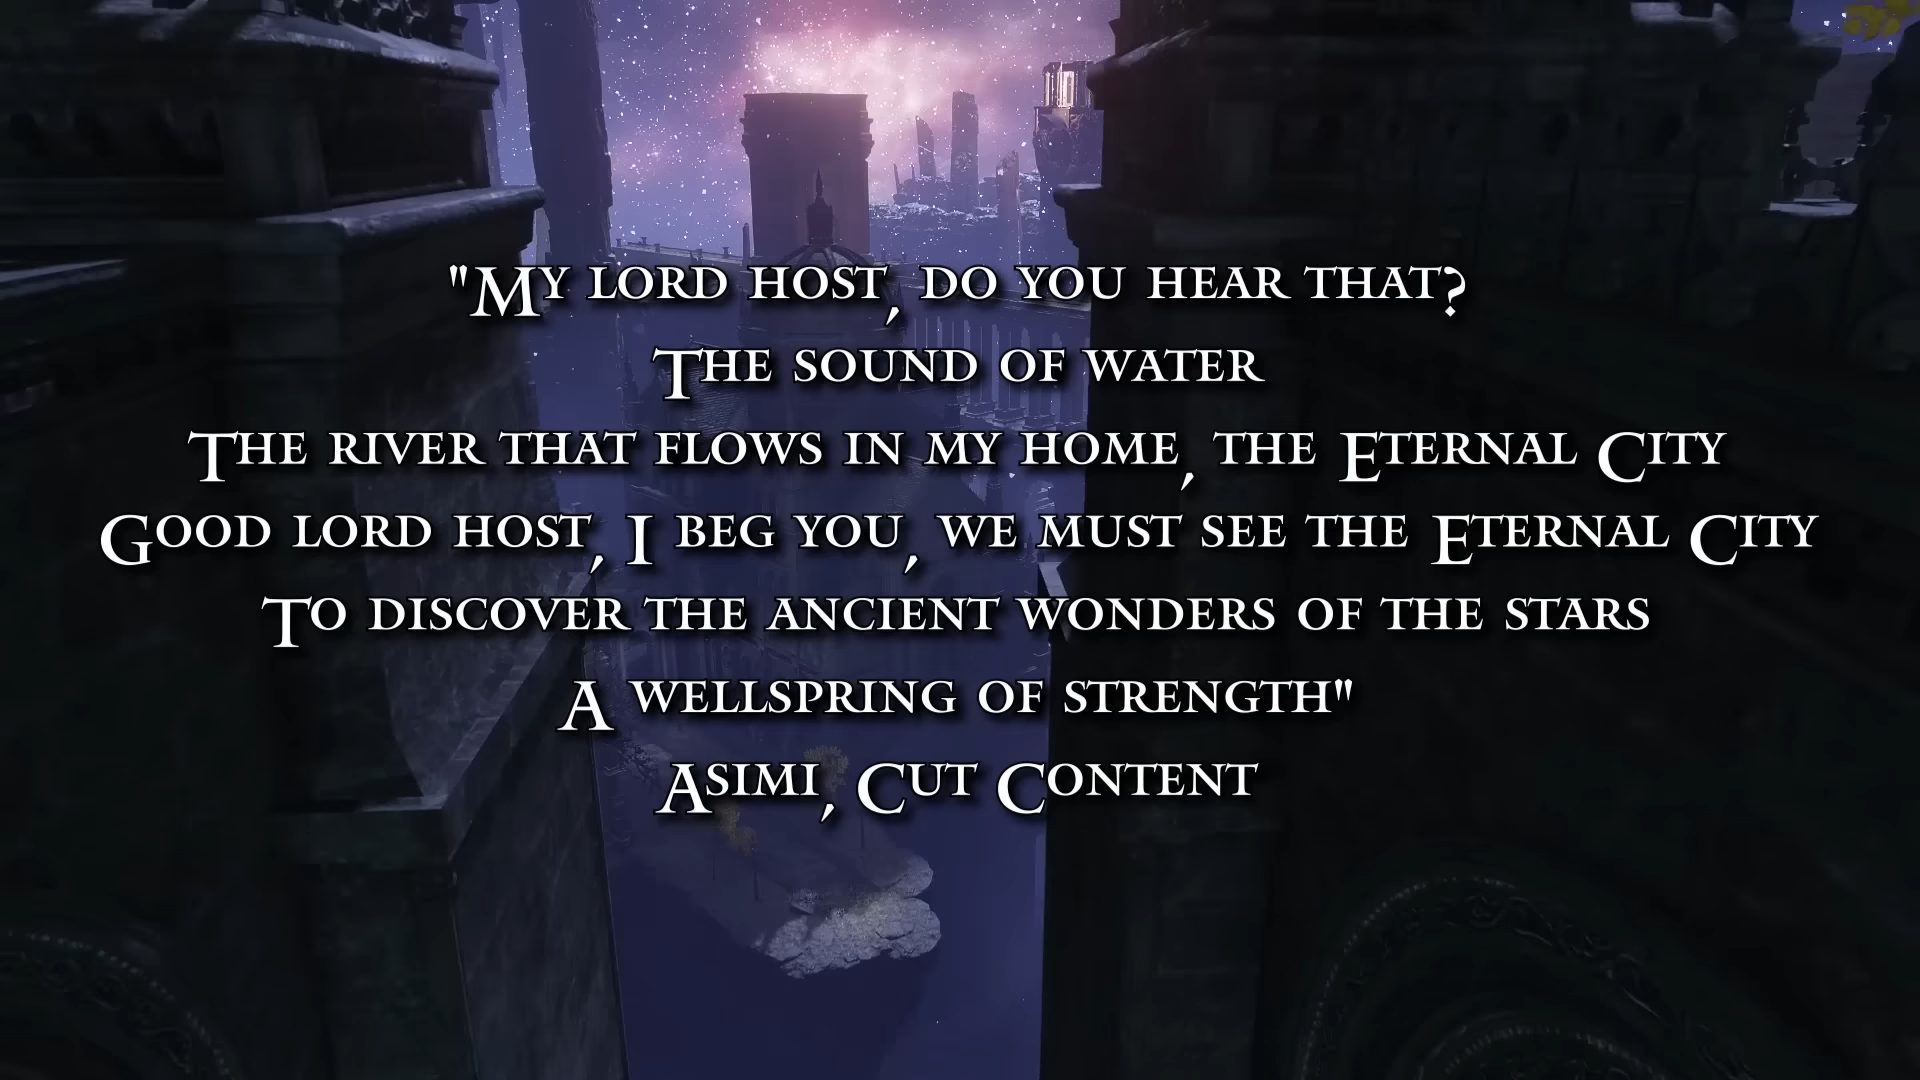 "My lord host, do you hear that?
The sound of water
The river that flows in my home, the Eternal City
Good lord host, I beg you, we must see the Eternal City
To discover the ancient wonders of the stars
A wellspring of strength"
Asimi, Cut Content